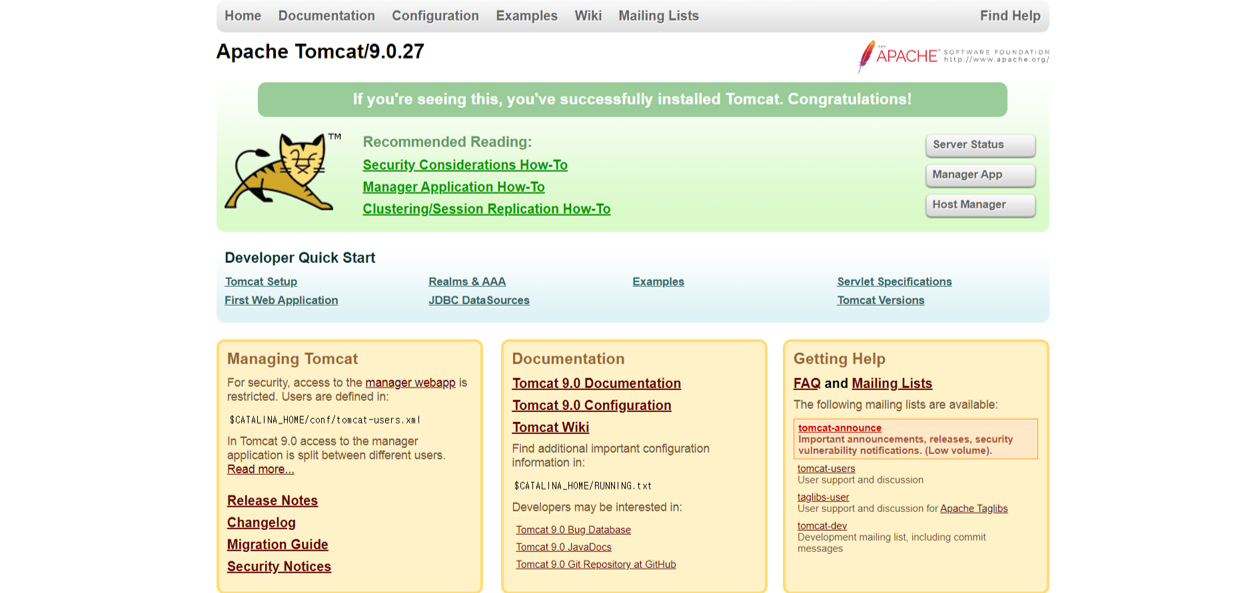 Home Documentation Configuration Examples Wiki Mailing Lists Find Help
Apache Tomcat/9.0.27
THE APACHE® SOFTWARE FOUNDATION
http://www.apache.org/
If you're seeing this, you've successfully installed Tomcat. Congratulations!
TM
Recommended Reading:
Security Considerations How-To
Manager Application How-To
Clustering/Session Replication How-To
Server Status
Manager App
Host Manager
Developer Quick Start
Tomcat Setup
First Web Application
Realms & AAA
JDBC DataSources
Examples
Servlet Specifications
Tomcat Versions
Managing Tomcat
For security, access to the manager webapp is
restricted. Users are defined in:
$CATALINA_HOME/conf/tomcat-users.xml
In Tomcat 9.0 access to the manager
application is split between different users.
Read more...
Release Notes
Changelog
Migration Guide
Security Notices
Documentation
Tomcat 9.0 Documentation
Tomcat 9.0 Configuration
Tomcat Wiki
Find additional important configuration
information in:
$CATALINA_HOME/RUNNING.txt
Developers may be interested in:
Tomcat 9.0 Bug Database
Tomcat 9.0 JavaDocs
Tomcat 9.0 Git Repository at GitHub
Getting Help
FAQ and Mailing Lists
The following mailing lists are available:
tomcat-announce
Important announcements, releases, security
vulnerability notifications. (Low volume).
tomcat-users
User support and discussion
taglibs-user
User support and discussion for Apache Taglibs
tomcat-dev
Development mailing list, including commit
messages